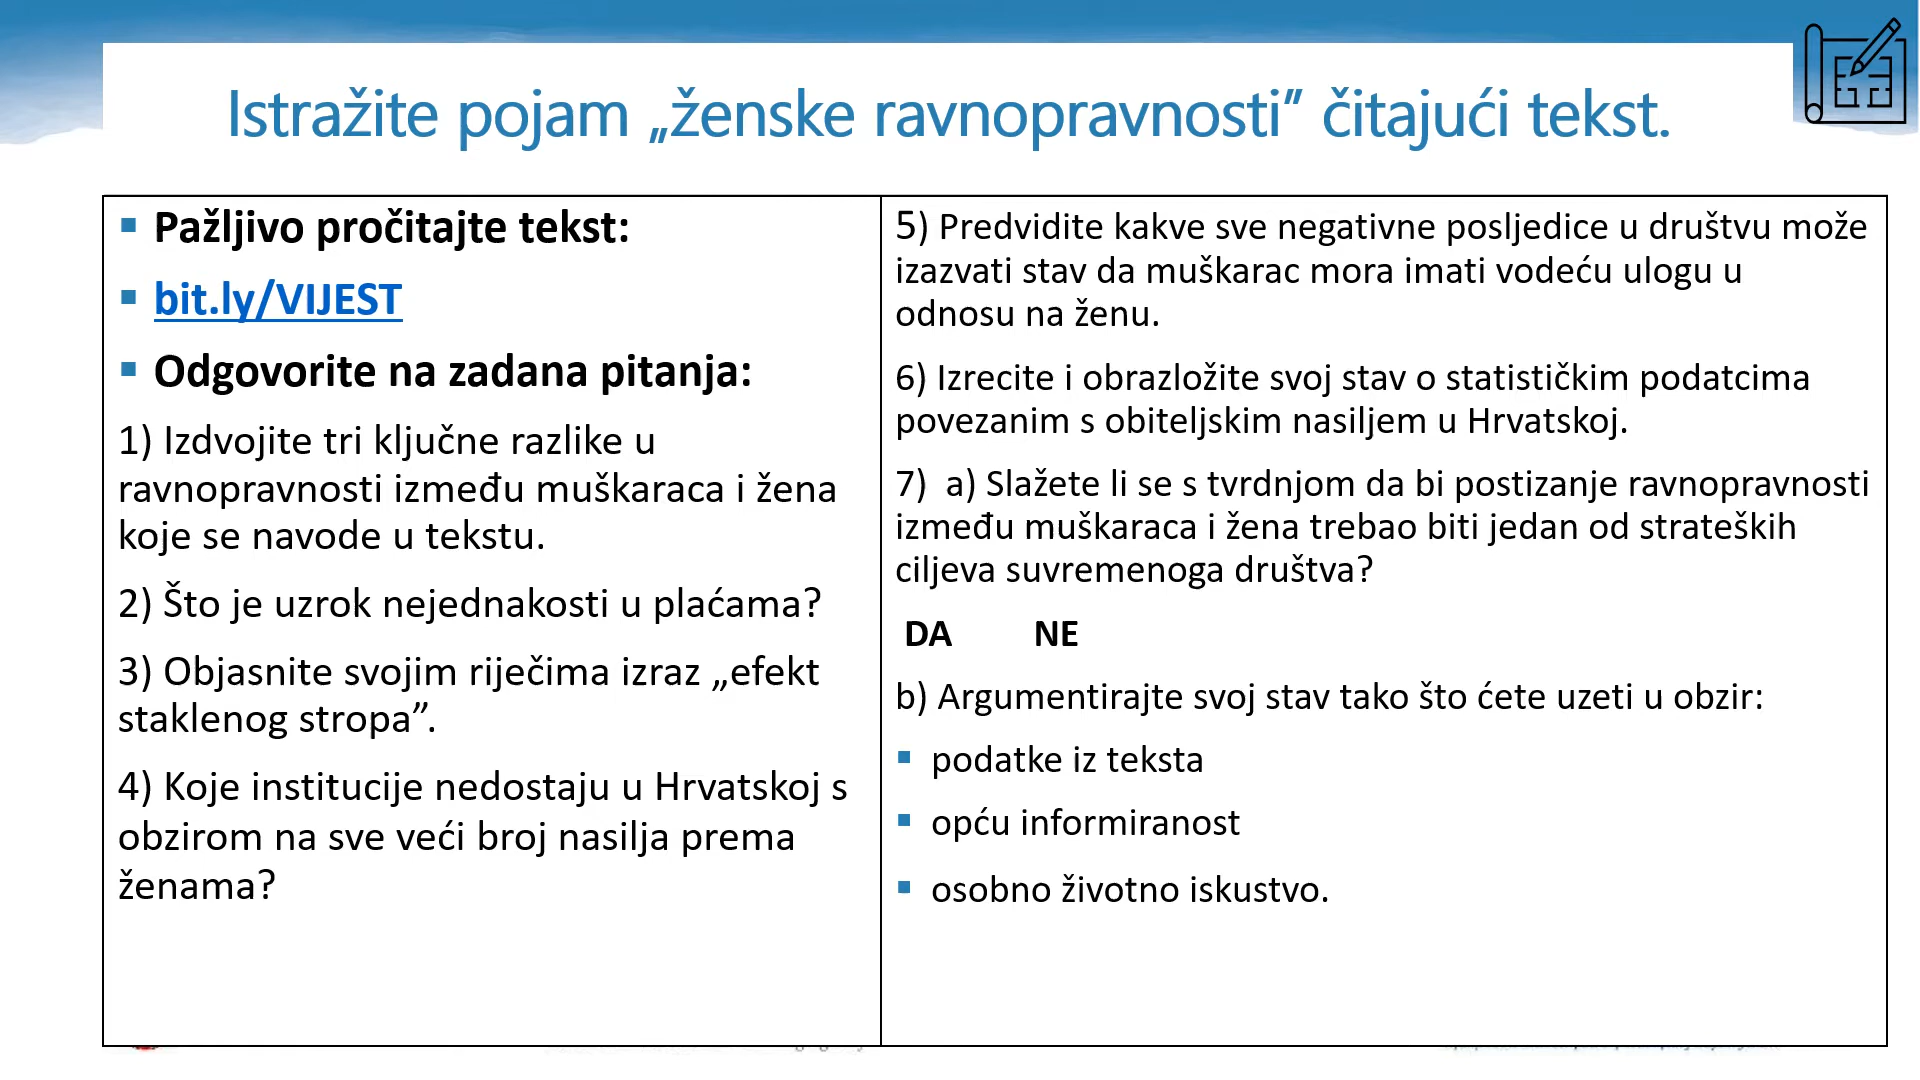 Istražite pojam „ženske ravnopravnosti” čitajući tekst.
Pažljivo pročitajte tekst:
bit.ly/VIJEST
Odgovorite na zadana pitanja:
1) Izdvojite tri ključne razlike u
ravnopravnosti između muškaraca i žena
koje se navode u tekstu.
2) Što je uzrok nejednakosti u plaćama?
3) Objasnite svojim riječima izraz „efekt
staklenog stropa”.
4) Koje institucije nedostaju u Hrvatskoj s
obzirom na sve veći broj nasilja prema
ženama?
5) Predvidite kakve sve negativne posljedice u društvu može
izazvati stav da muškarac mora imati vodeću ulogu u
odnosu na ženu.
6) Izrecite i obrazložite svoj stav o statističkim podatcima
povezanim s obiteljskim nasiljem u Hrvatskoj.
7) a) Slažete li se s tvrdnjom da bi postizanje ravnopravnosti
između muškaraca i žena trebao biti jedan od strateških
ciljeva suvremenoga društva?
DA NE
b) Argumentirajte svoj stav tako što ćete uzeti u obzir:
podatke iz teksta
opću informiranost
osobno životno iskustvo.